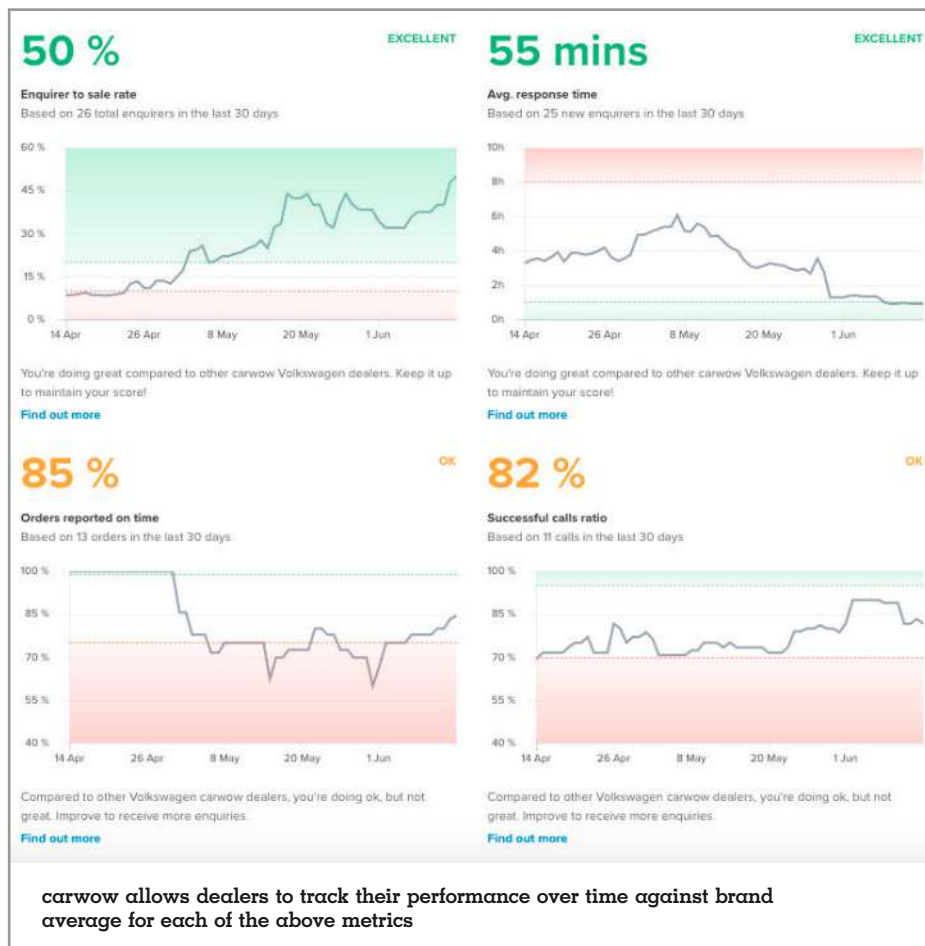 50 %
EXCELLENT
Enquirer to sale rate
Based on 26 total enquirers in the last 30 days
60 %
45 %
30 %
15 %
0 %
14 Apr
26 Apr
8 May
20 May
1 Jun
You're doing great compared to other carwow Volkswagen dealers. Keep it up
to maintain your score!
Find out more
55 mins
EXCELLENT
Avg. response time
Based on 25 new enquirers in the last 30 days
10h
8h
6h
4h
2h
0h
14 Apr
26 Apr
8 May
20 May
1 Jun
You're doing great compared to other carwow Volkswagen dealers. Keep it up
to maintain your score!
Find out more
85 %
OK
Orders reported on time
Based on 13 orders in the last 30 days
100 %
85 %
70 %
55 %
40 %
14 Apr
26 Apr
8 May
20 May
1 Jun
Compared to other Volkswagen carwow dealers, you're doing ok, but not
great. Improve to receive more enquiries.
Find out more
82 %
OK
Successful calls ratio
Based on 11 calls in the last 30 days
100 %
85 %
70 %
55 %
40 %
14 Apr
26 Apr
8 May
20 May
1 Jun
Compared to other Volkswagen carwow dealers, you're doing ok, but not
great. Improve to receive more enquiries.
Find out more
carwow allows dealers to track their performance over time against brand
average for each of the above metrics